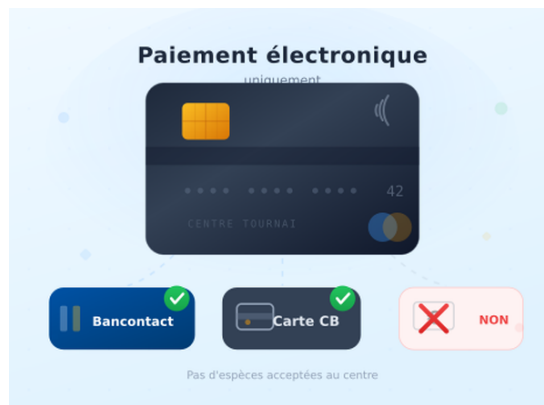 Paiement électronique
uniquement
•••• •••• •••• 42
CENTRE TOURNAI
Bancontact
Carte CB
NON
Pas d'espèces acceptées au centre